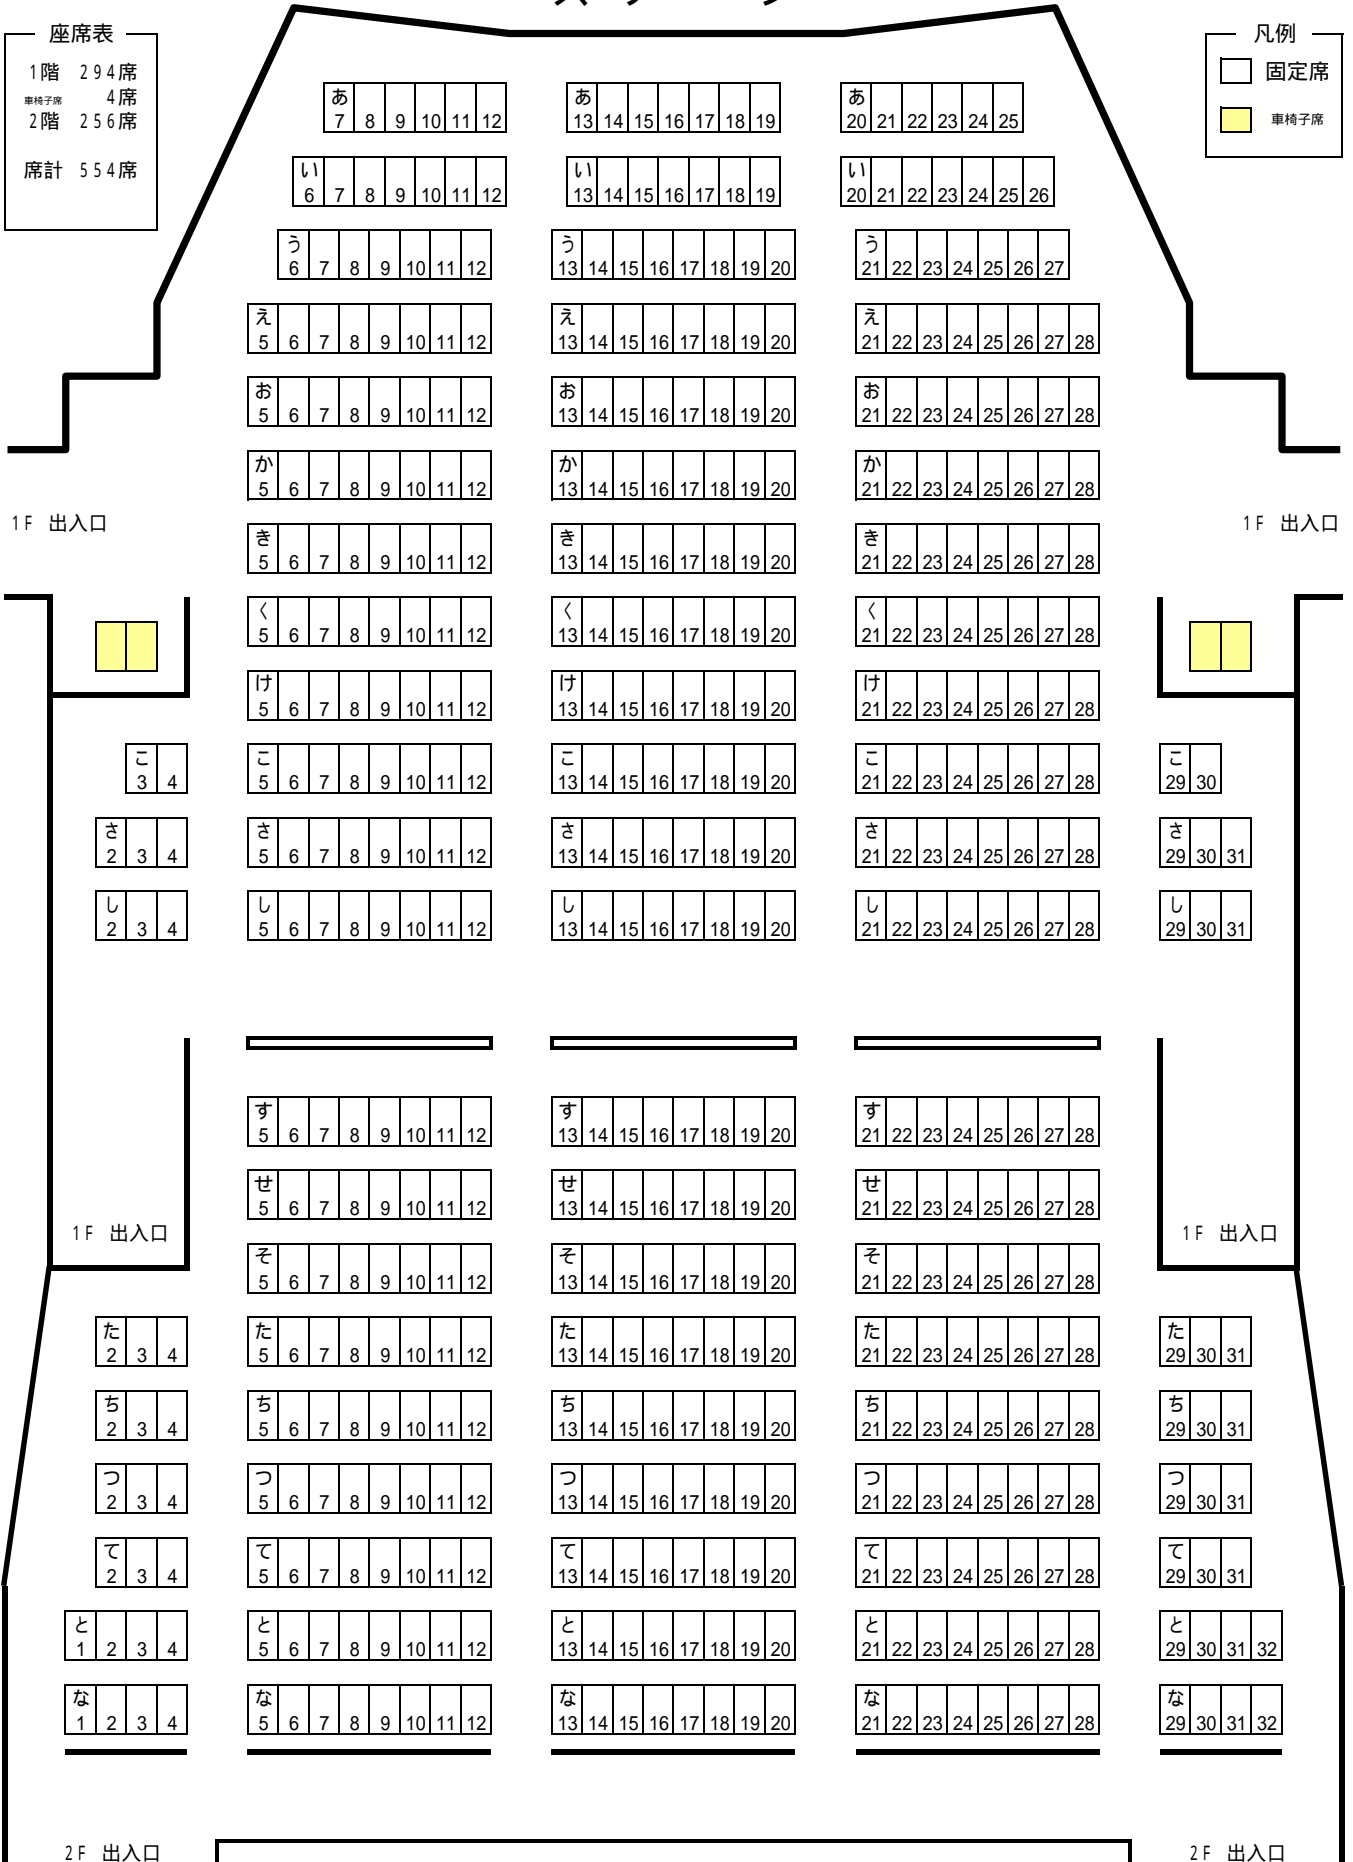 座席表
1階 294席
車椅子席 4席
2階 256席
席計 554席
凡例
固定席
車椅子席
あ あ あ
7 8 9 10 11 12 13 14 15 16 17 18 19 20 21 22 23 24 25
い い い
6 7 8 9 10 11 12 13 14 15 16 17 18 19 20 21 22 23 24 25 26
う う う
6 7 8 9 10 11 12 13 14 15 16 17 18 19 20 21 22 23 24 25 26 27
え え え
5 6 7 8 9 10 11 12 13 14 15 16 17 18 19 20 21 22 23 24 25 26 27 28
お お お
5 6 7 8 9 10 11 12 13 14 15 16 17 18 19 20 21 22 23 24 25 26 27 28
か か か
5 6 7 8 9 10 11 12 13 14 15 16 17 18 19 20 21 22 23 24 25 26 27 28
1F 出入口 1F 出入口
き き き
5 6 7 8 9 10 11 12 13 14 15 16 17 18 19 20 21 22 23 24 25 26 27 28
く く く
5 6 7 8 9 10 11 12 13 14 15 16 17 18 19 20 21 22 23 24 25 26 27 28
け け け
5 6 7 8 9 10 11 12 13 14 15 16 17 18 19 20 21 22 23 24 25 26 27 28
こ こ こ こ こ
3 4 5 6 7 8 9 10 11 12 13 14 15 16 17 18 19 20 21 22 23 24 25 26 27 28 29 30
さ さ さ さ さ
2 3 4 5 6 7 8 9 10 11 12 13 14 15 16 17 18 19 20 21 22 23 24 25 26 27 28 29 30 31
し し し し し
2 3 4 5 6 7 8 9 10 11 12 13 14 15 16 17 18 19 20 21 22 23 24 25 26 27 28 29 30 31
す す す
5 6 7 8 9 10 11 12 13 14 15 16 17 18 19 20 21 22 23 24 25 26 27 28
せ せ せ
5 6 7 8 9 10 11 12 13 14 15 16 17 18 19 20 21 22 23 24 25 26 27 28
1F 出入口 1F 出入口
そ そ そ
5 6 7 8 9 10 11 12 13 14 15 16 17 18 19 20 21 22 23 24 25 26 27 28
た た た た た
2 3 4 5 6 7 8 9 10 11 12 13 14 15 16 17 18 19 20 21 22 23 24 25 26 27 28 29 30 31
ち ち ち ち ち
2 3 4 5 6 7 8 9 10 11 12 13 14 15 16 17 18 19 20 21 22 23 24 25 26 27 28 29 30 31
つ つ つ つ つ
2 3 4 5 6 7 8 9 10 11 12 13 14 15 16 17 18 19 20 21 22 23 24 25 26 27 28 29 30 31
て て て て て
2 3 4 5 6 7 8 9 10 11 12 13 14 15 16 17 18 19 20 21 22 23 24 25 26 27 28 29 30 31
と と と と と
1 2 3 4 5 6 7 8 9 10 11 12 13 14 15 16 17 18 19 20 21 22 23 24 25 26 27 28 29 30 31 32
な な な な な
1 2 3 4 5 6 7 8 9 10 11 12 13 14 15 16 17 18 19 20 21 22 23 24 25 26 27 28 29 30 31 32
2F 出入口 2F 出入口